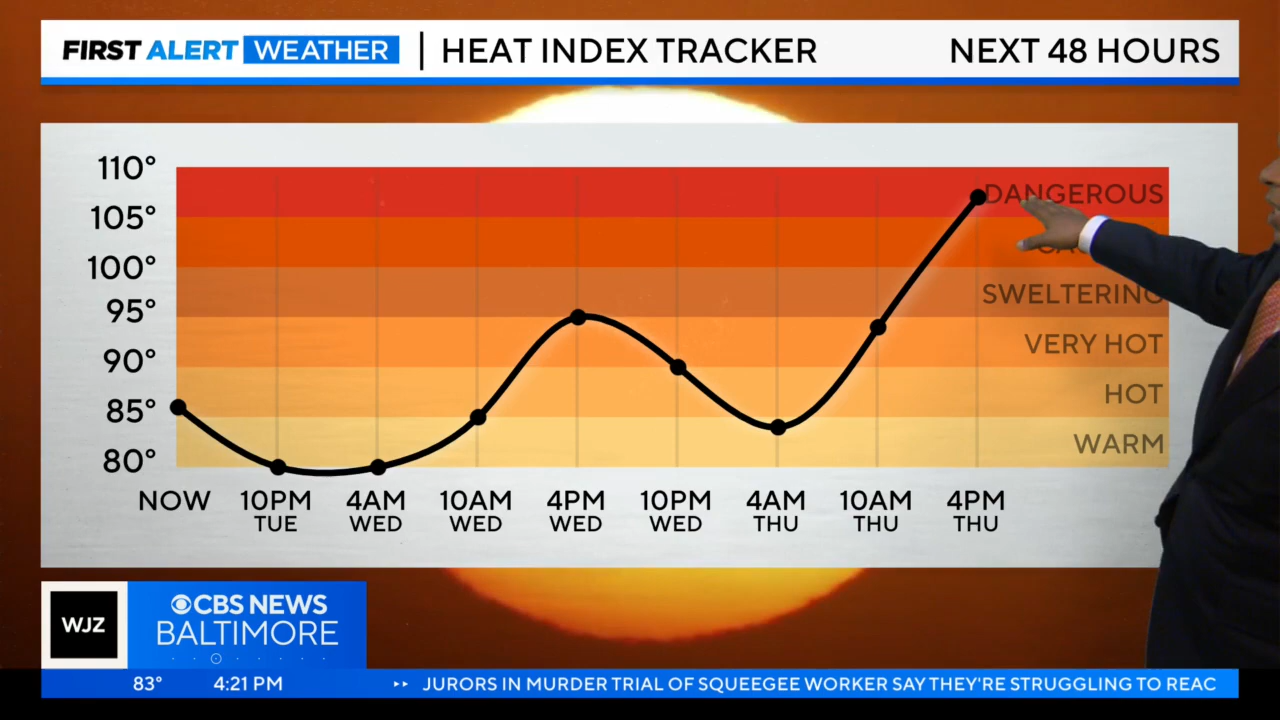 FIRST ALERT WEATHER | HEAT INDEX TRACKER NEXT 48 HOURS
110°
DANGEROUS
105°
100°
SWELTERING
95°
VERY HOT
90°
HOT
85°
WARM
80°
NOW 10PM 4AM 10AM 4PM 10PM 4AM 10AM 4PM
TUE WED WED WED WED THU THU THU
WJZ
CBS NEWS
BALTIMORE
83° 4:21 PM JURORS IN MURDER TRIAL OF SQUEEGEE WORKER SAY THEY'RE STRUGGLING TO REAC